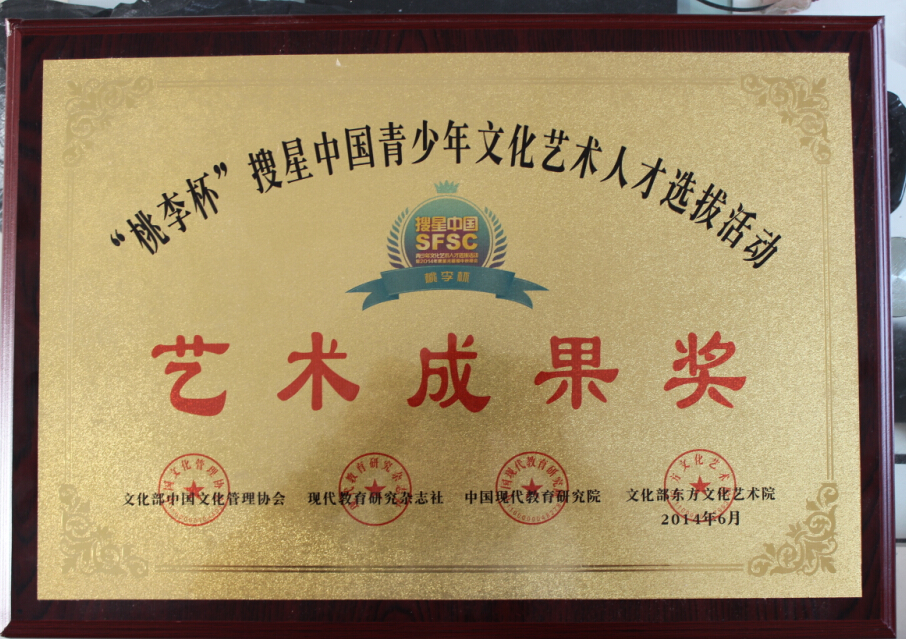 “桃李杯”搜星中国青少年文化艺术人才选拔活动
搜星中国
SFSC
桃李杯
艺术成果奖
文化部中国文化管理协会 现代教育研究杂志社 中国现代教育研究院 文化部东方文化艺术院
2014年6月